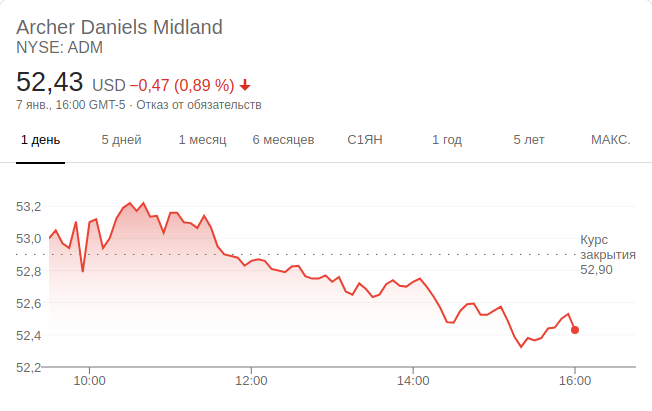 Archer Daniels Midland
NYSE: ADM
52,43 USD −0,47 (0,89 %)
7 янв., 16:00 GMT-5 · Отказ от обязательств
1 день 5 дней 1 месяц 6 месяцев С1ЯН 1 год 5 лет МАКС.
53,2
53,0
Курс
закрытия
52,90
52,8
52,6
52,4
52,2
10:00 12:00 14:00 16:00